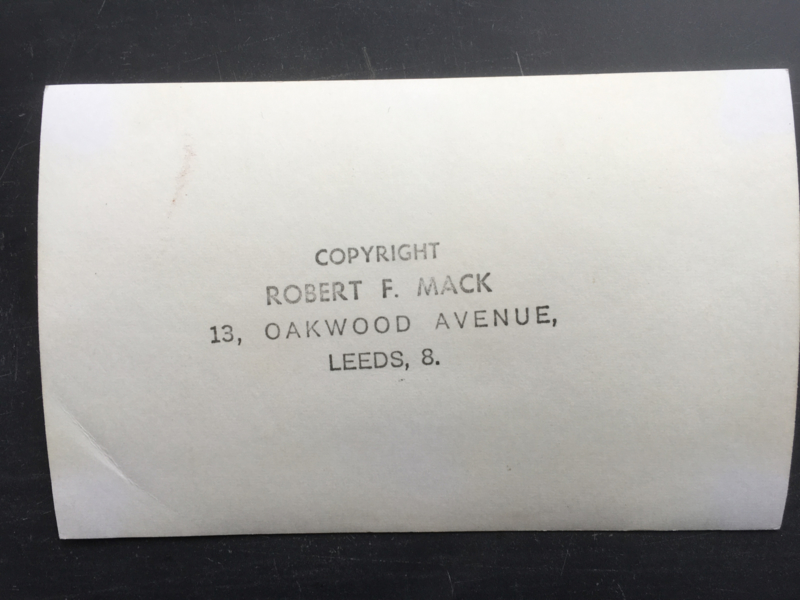 COPYRIGHT
ROBERT F. MACK
13, OAKWOOD AVENUE,
LEEDS, 8.